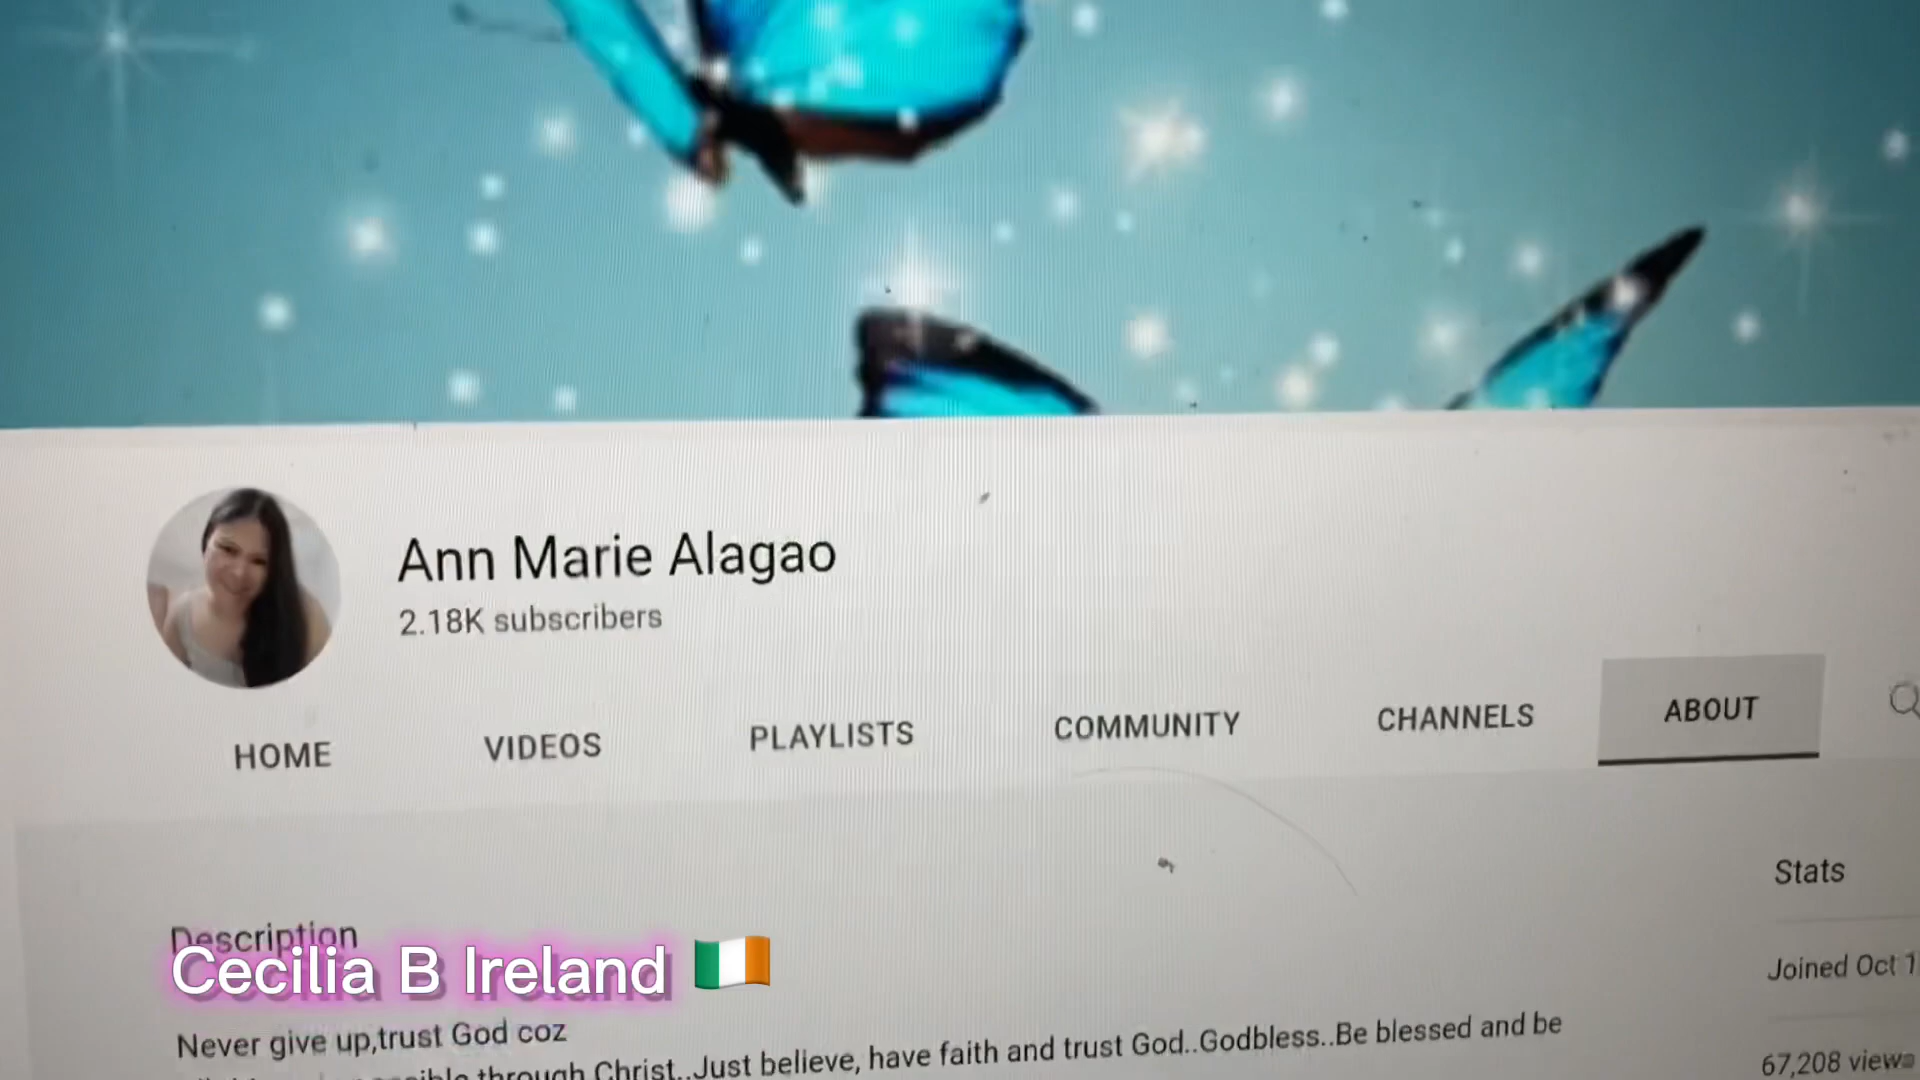 Ann Marie Alagao
2.18K subscribers
HOME VIDEOS PLAYLISTS COMMUNITY CHANNELS ABOUT
Description
Stats
Cecilia B Ireland 🇮🇪
Joined Oct 1
Never give up,trust God coz
through Christ..Just believe, have faith and trust God..Godbless..Be blessed and be
67,208 views